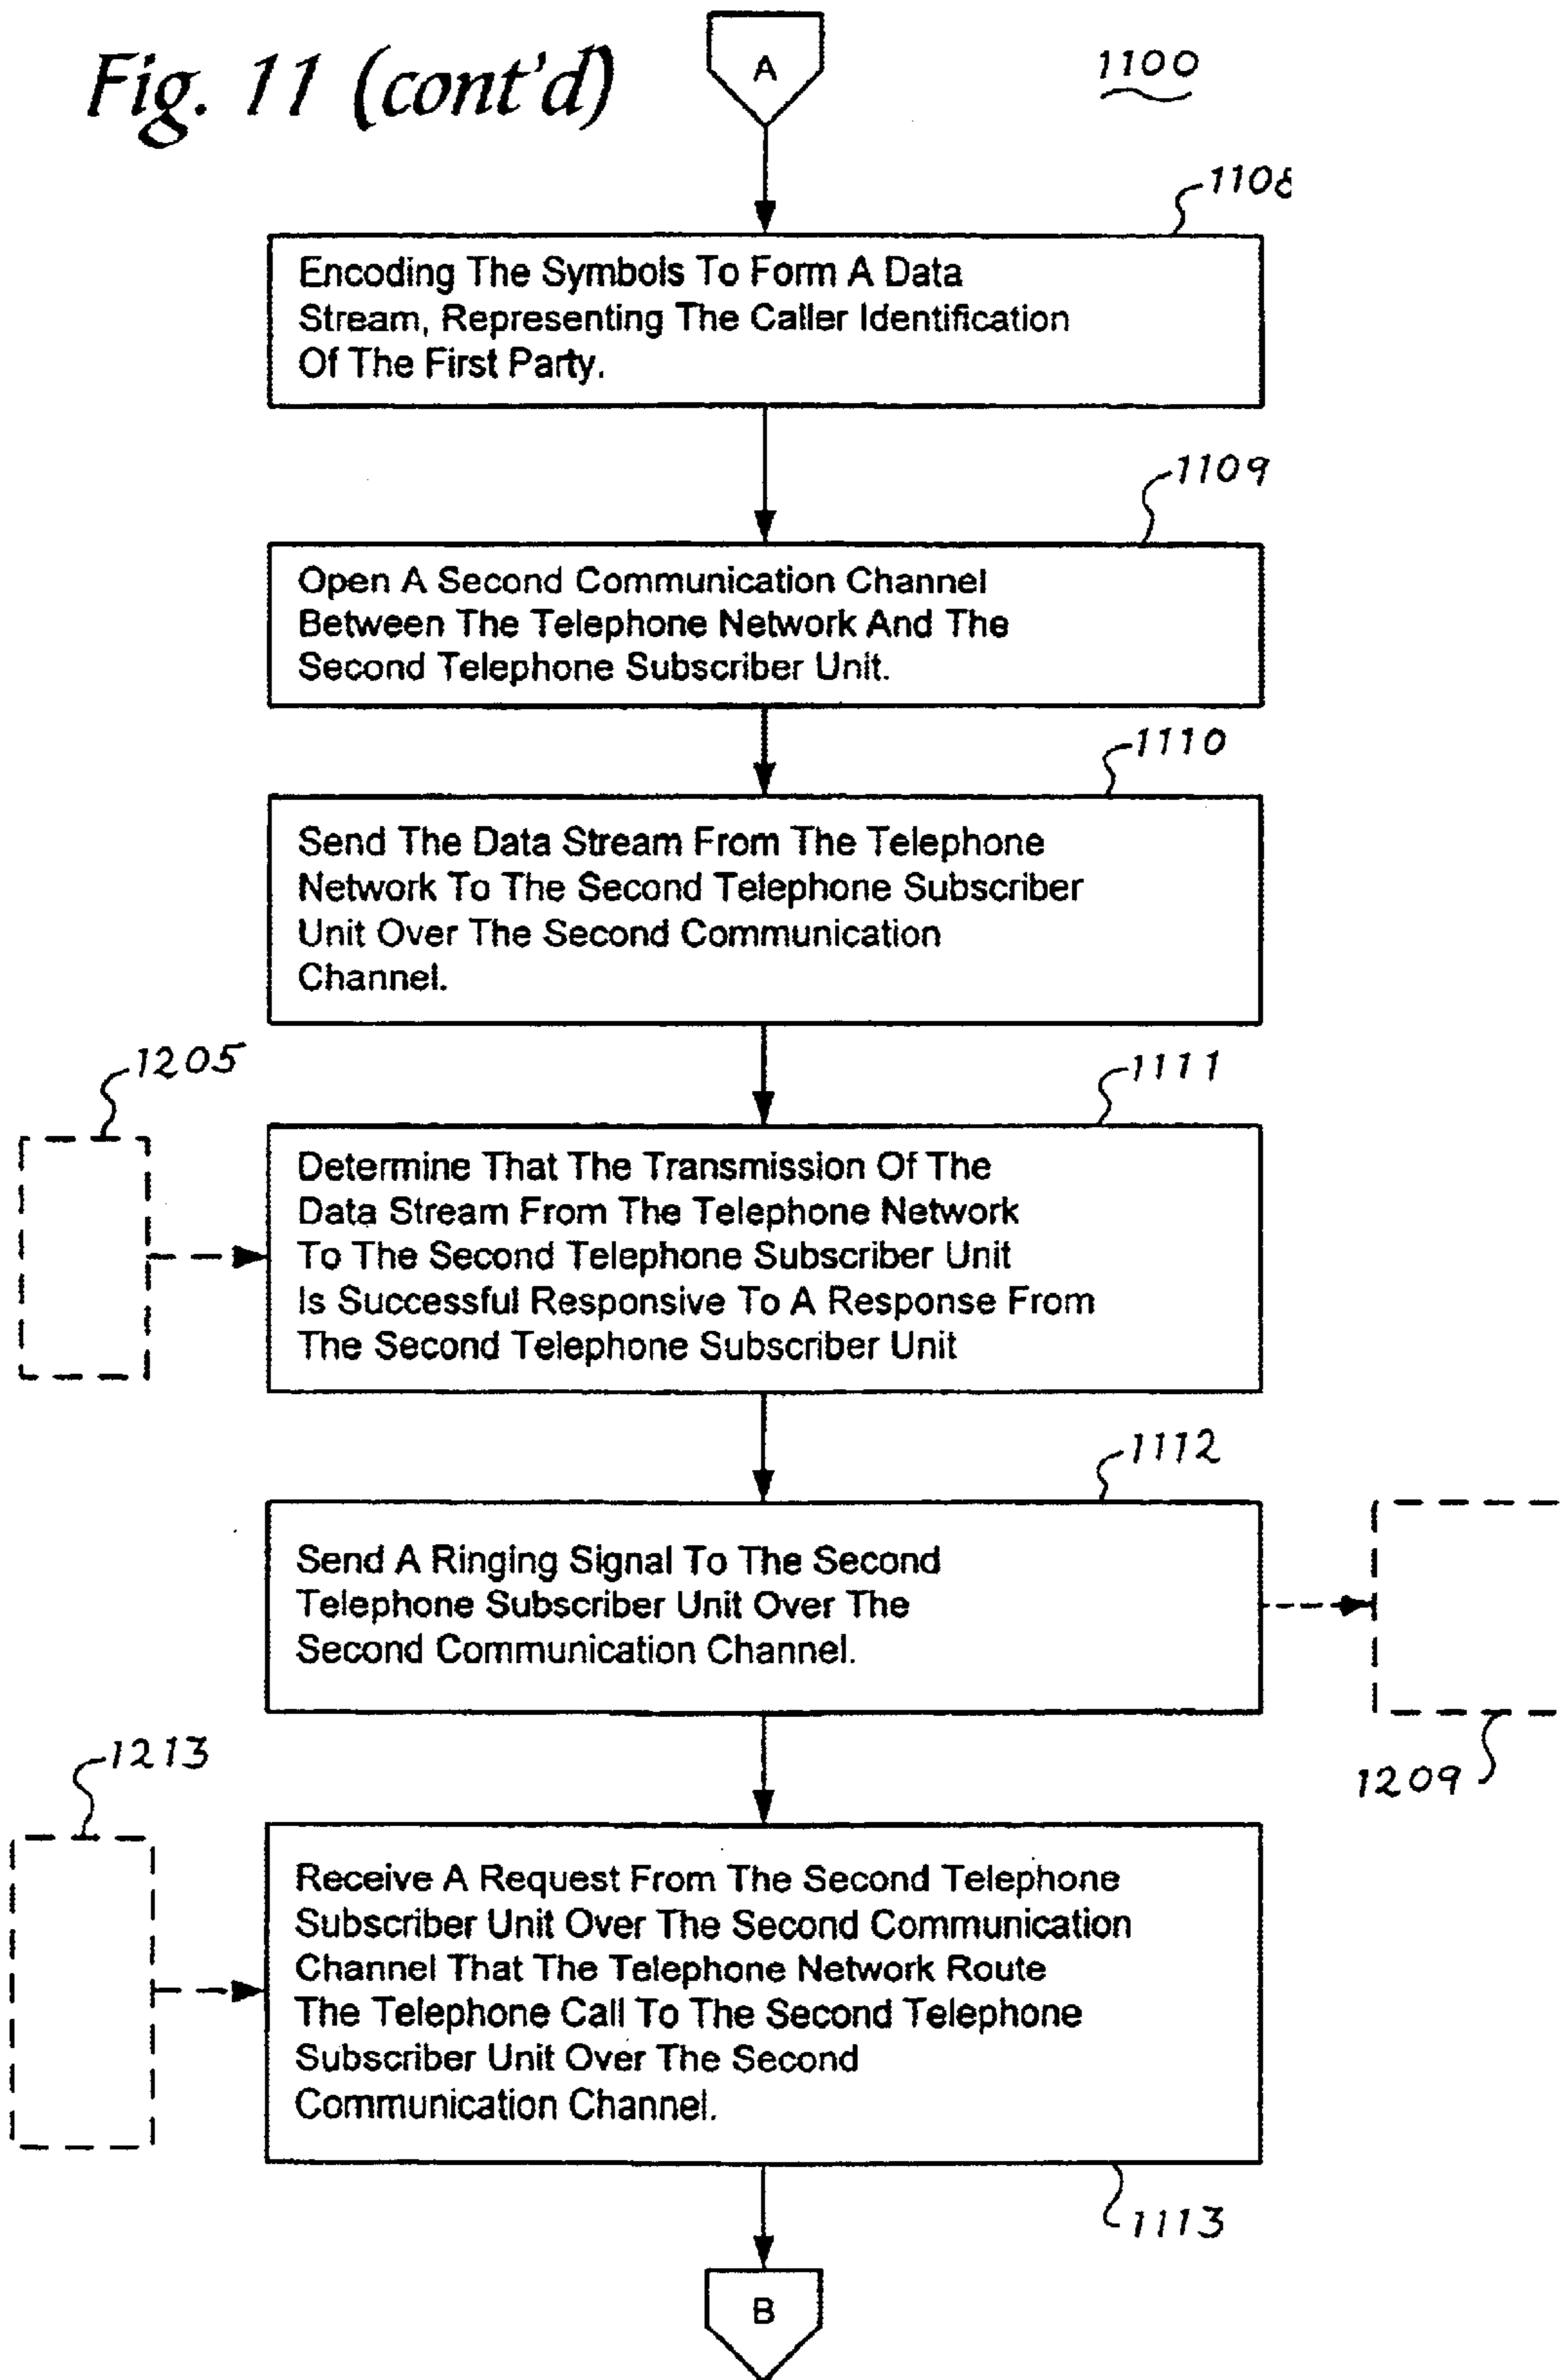 Fig. 11 (cont'd)
A
1100
1108
Encoding The Symbols To Form A Data
Stream, Representing The Caller Identification
Of The First Party.
1109
Open A Second Communication Channel
Between The Telephone Network And The
Second Telephone Subscriber Unit.
1110
Send The Data Stream From The Telephone
Network To The Second Telephone Subscriber
Unit Over The Second Communication
Channel.
1205
1111
Determine That The Transmission Of The
Data Stream From The Telephone Network
To The Second Telephone Subscriber Unit
Is Successful Responsive To A Response From
The Second Telephone Subscriber Unit
1112
Send A Ringing Signal To The Second
Telephone Subscriber Unit Over The
Second Communication Channel.
1209
1213
Receive A Request From The Second Telephone
Subscriber Unit Over The Second Communication
Channel That The Telephone Network Route
The Telephone Call To The Second Telephone
Subscriber Unit Over The Second
Communication Channel.
1113
B